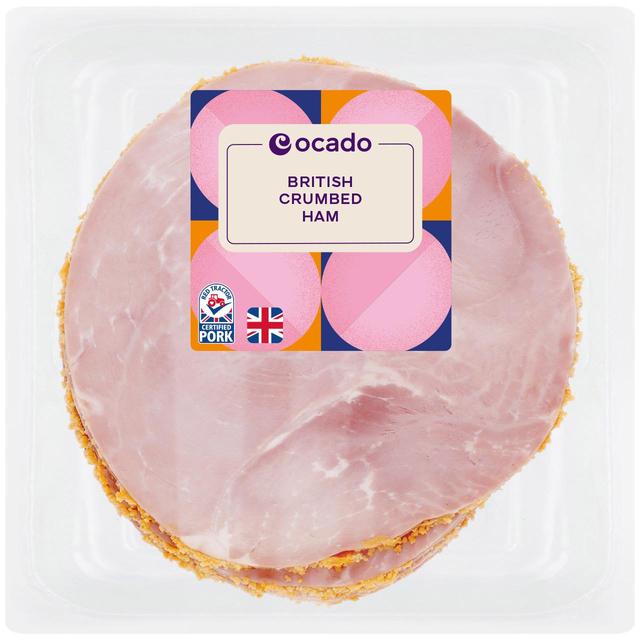 ocado
BRITISH
CRUMBED
HAM
RED TRACTOR
CERTIFIED
PORK